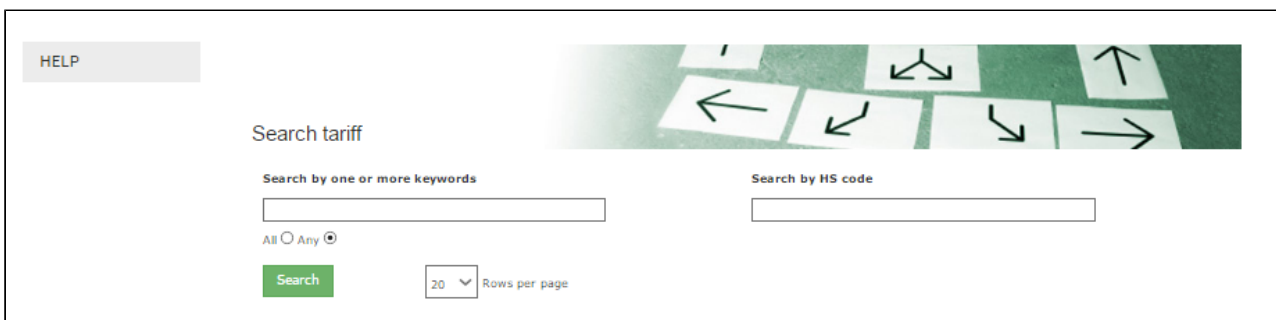 HELP
Search tariff
Search by one or more keywords
Search by HS code
All Any
Search
20 Rows per page